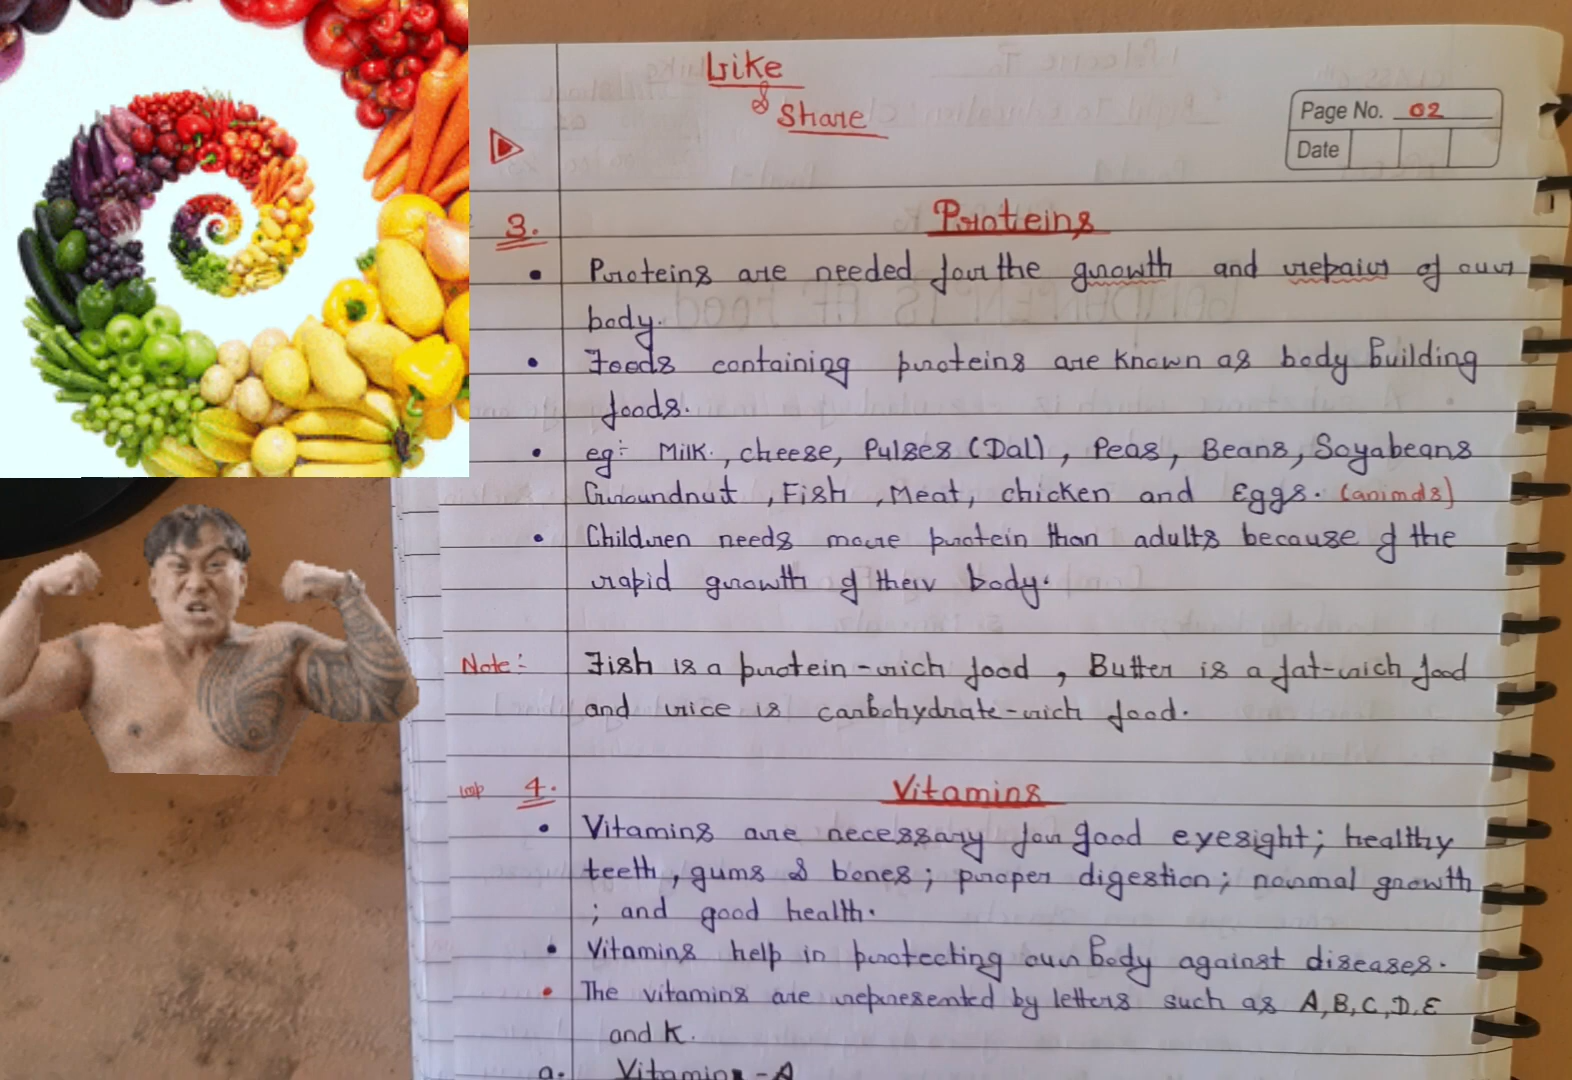 Like
& Share
Page No. 02
Date
3. Proteins
• Proteins are needed for the growth and repair of our
body.
• Foods containing proteins are known as body building
foods.
• eg:- Milk, cheese, Pulses (Dal), Peas, Beans, Soyabeans
Groundnut, Fish, Meat, chicken and Eggs. (animds)
• Children needs more protein than adults because of the
rapid growth of their body.
Note:- Fish is a protein-rich food, Butter is a fat-rich food
and rice is carbohydrate-rich food.
Imp 4. Vitamins
• Vitamins are necessary for good eyesight; healthy
teeth, gums & bones; proper digestion; normal growth
; and good health.
• Vitamins help in protecting our body against diseases.
• The vitamins are represented by letters such as A, B, C, D, E
and K.
a. Vitamin - A